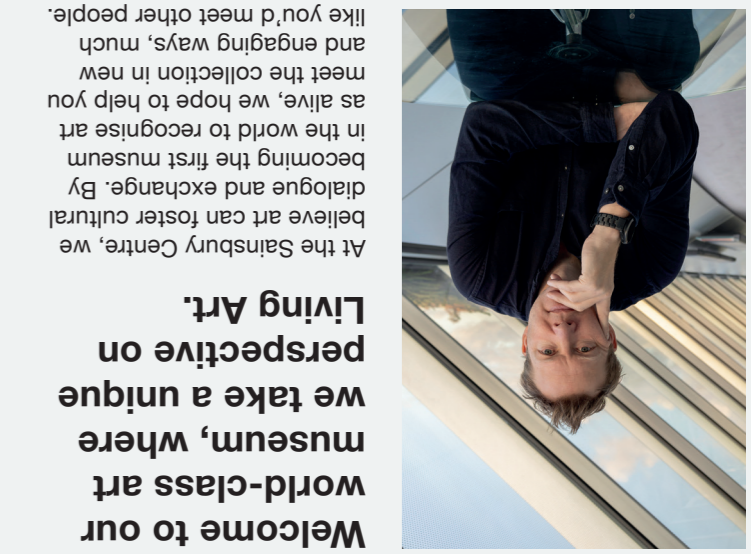 Welcome to our
world-class art
museum, where
we take a unique
perspective on
Living Art.
At the Sainsbury Centre, we
believe art can foster cultural
dialogue and exchange. By
becoming the first museum
in the world to recognise art
as alive, we hope to help you
meet the collection in new
and engaging ways, much
like you’d meet other people.